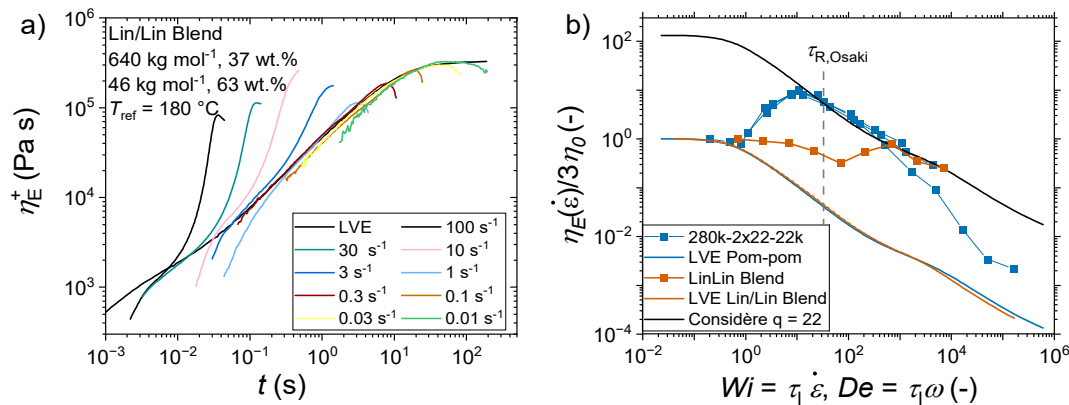 a)
Lin/Lin Blend
640 kg mol⁻¹, 37 wt.%
46 kg mol⁻¹, 63 wt.%
T_ref = 180 °C
η_E⁺ (Pa s)
10⁶
10⁵
10⁴
10³
LVE 100 s⁻¹
30 s⁻¹ 10 s⁻¹
3 s⁻¹ 1 s⁻¹
0.3 s⁻¹ 0.1 s⁻¹
0.03 s⁻¹ 0.01 s⁻¹
10⁻³ 10⁻² 10⁻¹ 10⁰ 10¹ 10² 10³
t (s)
b)
η_E(ε̇)/3η₀ (-)
10²
10⁰
10⁻²
10⁻⁴
τ_R,Osaki
280k-2x22-22k
LVE Pom-pom
LinLin Blend
LVE Lin/Lin Blend
Considère q = 22
10⁻² 10⁰ 10² 10⁴ 10⁶
Wi = τ_l ε̇, De = τ_l ω (-)